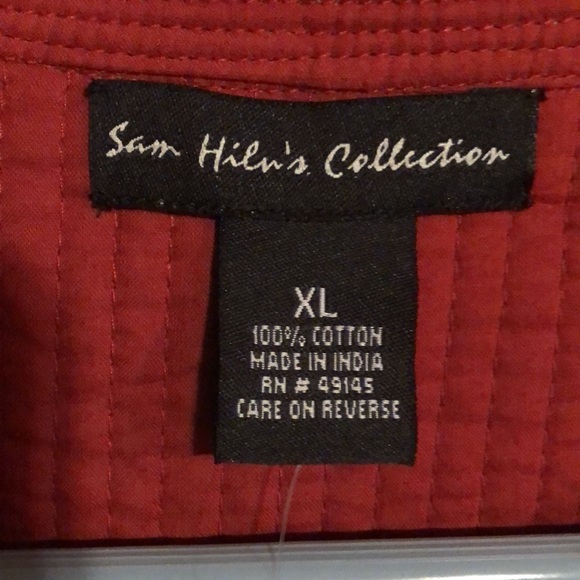 Sam Hilu's Collection
XL
100% COTTON
MADE IN INDIA
RN # 49145
CARE ON REVERSE